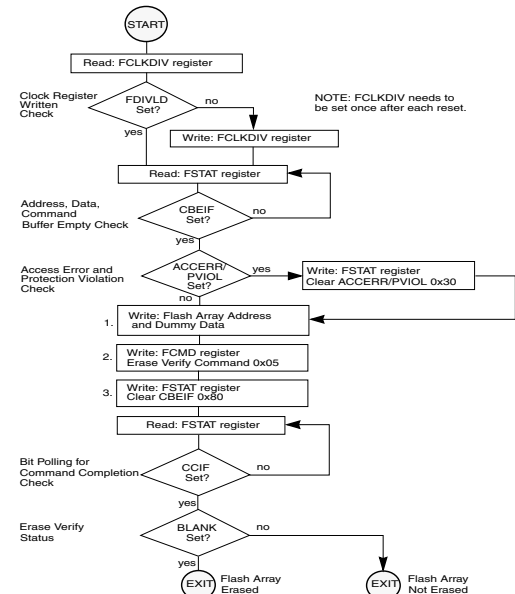 START
Read: FCLKDIV register
Clock Register
Written
Check
FDIVLD
Set?
no
yes
NOTE: FCLKDIV needs to
be set once after each reset.
Write: FCLKDIV register
Read: FSTAT register
Address, Data,
Command
Buffer Empty Check
CBEIF
Set?
no
yes
Access Error and
Protection Violation
Check
ACCERR/
PVIOL
Set?
yes
no
Write: FSTAT register
Clear ACCERR/PVIOL 0x30
1.
Write: Flash Array Address
and Dummy Data
2.
Write: FCMD register
Erase Verify Command 0x05
3.
Write: FSTAT register
Clear CBEIF 0x80
Read: FSTAT register
Bit Polling for
Command Completion
Check
CCIF
Set?
no
yes
Erase Verify
Status
BLANK
Set?
no
yes
EXIT
Flash Array
Erased
EXIT
Flash Array
Not Erased